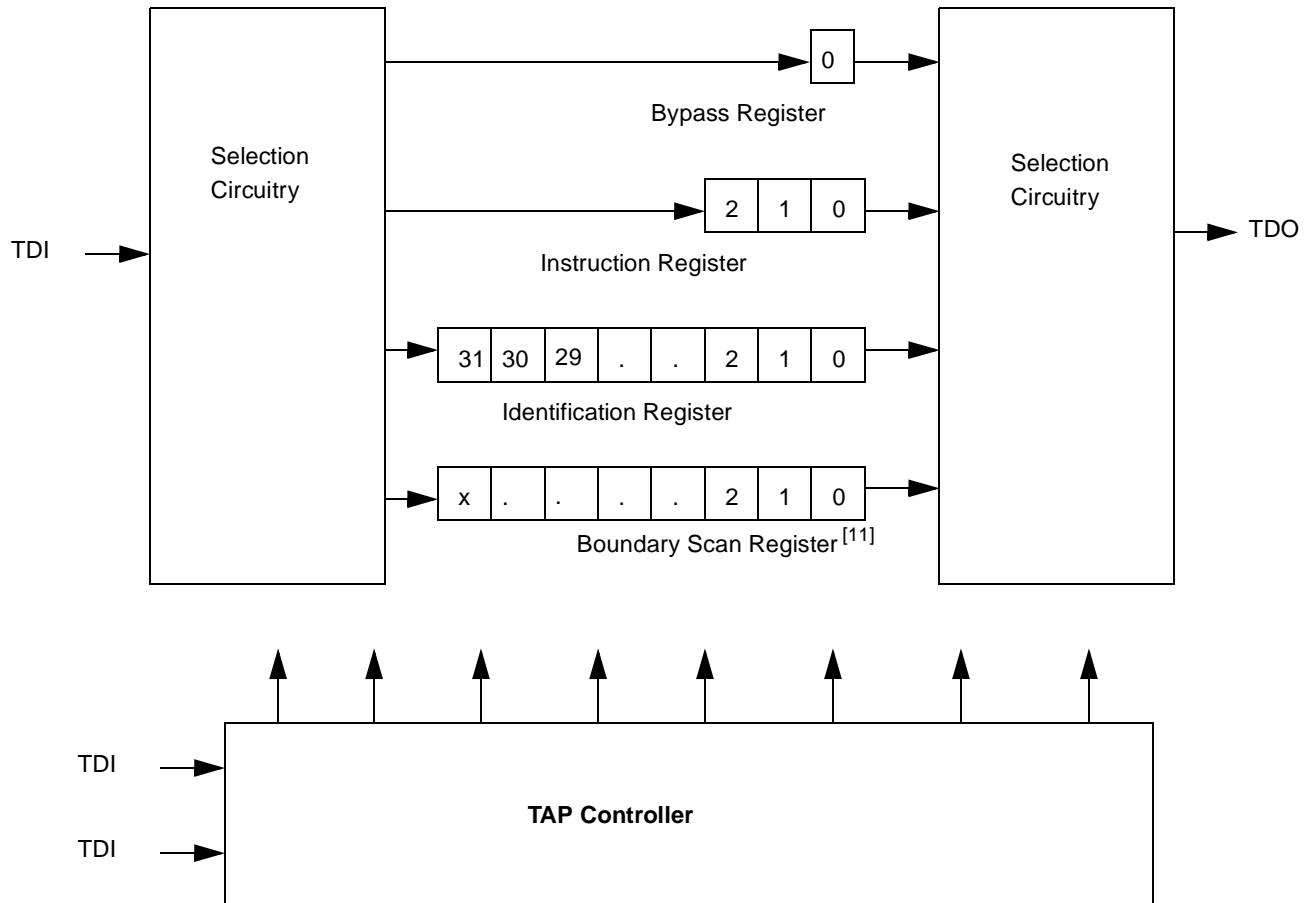 0
Bypass Register
Selection
Circuitry
Selection
Circuitry
2 1 0
TDI
TDO
Instruction Register
31 30 29 . . 2 1 0
Identification Register
x . . . . 2 1 0
Boundary Scan Register [11]
TDI
TAP Controller
TDI